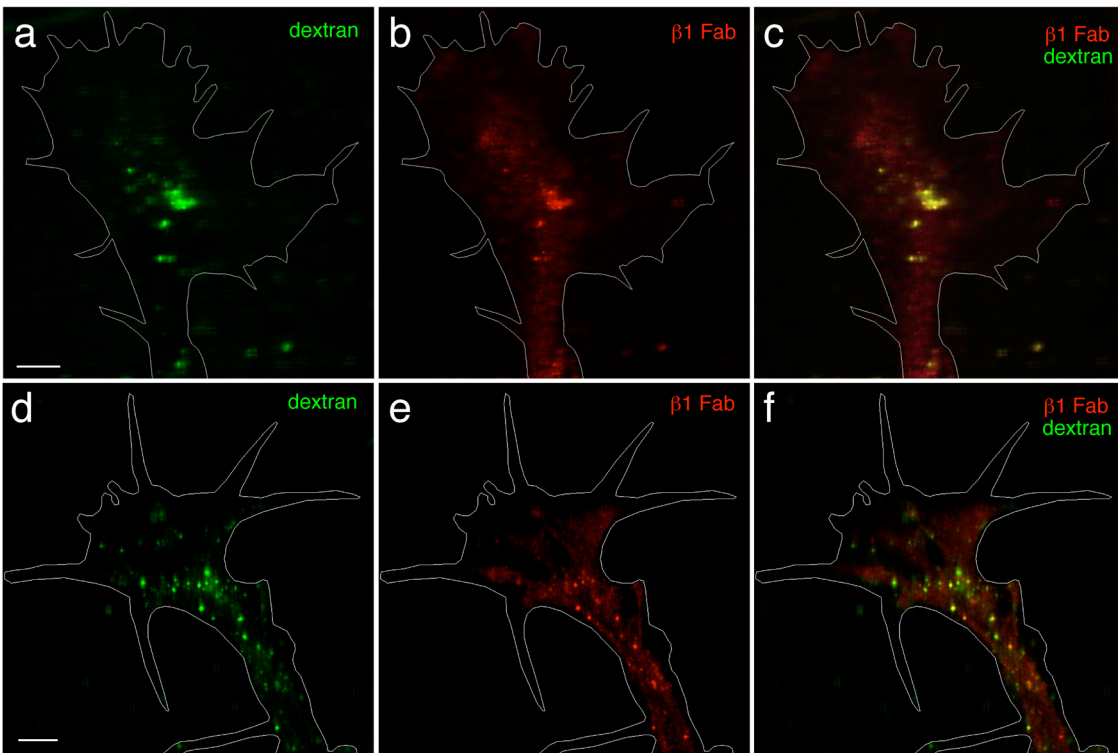 a
dextran
b
β1 Fab
c
β1 Fab
dextran
d
dextran
e
β1 Fab
f
β1 Fab
dextran